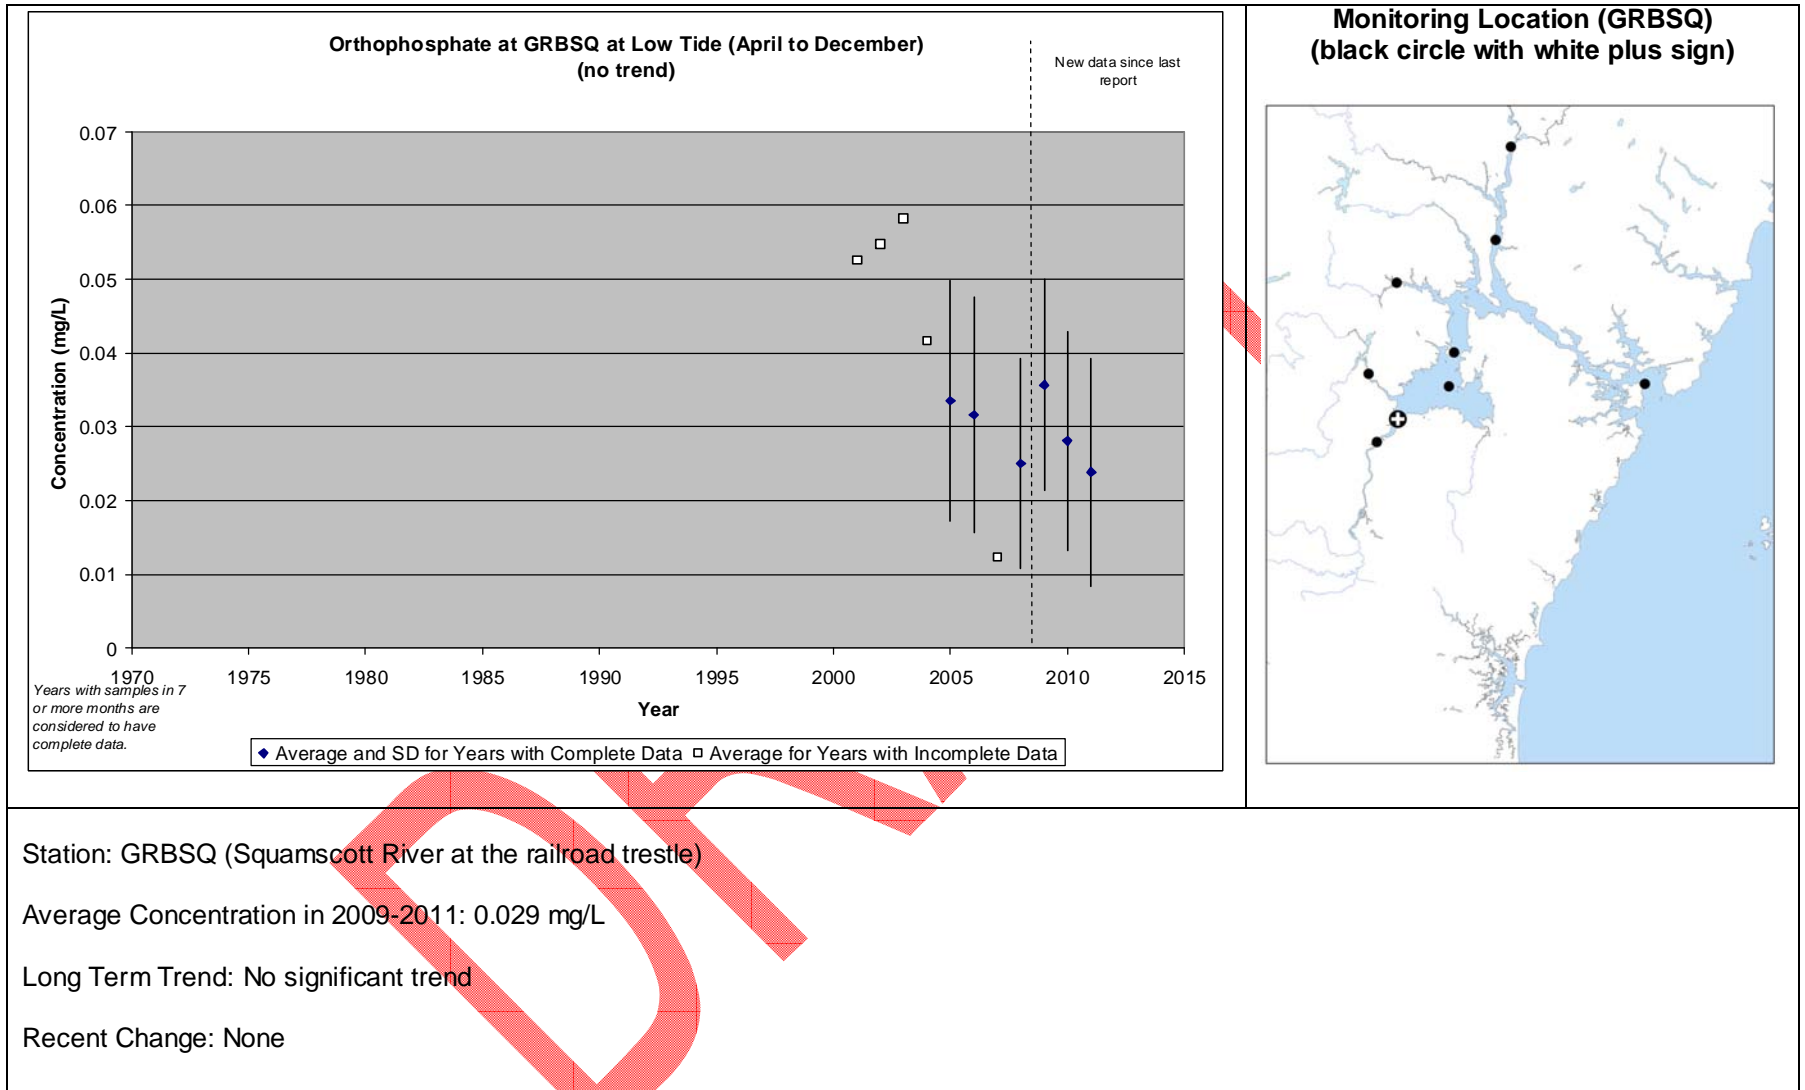 Orthophosphate at GRBSQ at Low Tide (April to December)
(no trend)
New data since last
report
0.07
0.06
0.05
0.04
0.03
0.02
0.01
0
Concentration (mg/L)
1970 1975 1980 1985 1990 1995 2000 2005 2010 2015
Year
Years with samples in 7
or more months are
considered to have
complete data.
Average and SD for Years with Complete Data Average for Years with Incomplete Data
Monitoring Location (GRBSQ)
(black circle with white plus sign)
Station: GRBSQ (Squamscott River at the railroad trestle)
Average Concentration in 2009-2011: 0.029 mg/L
Long Term Trend: No significant trend
Recent Change: None